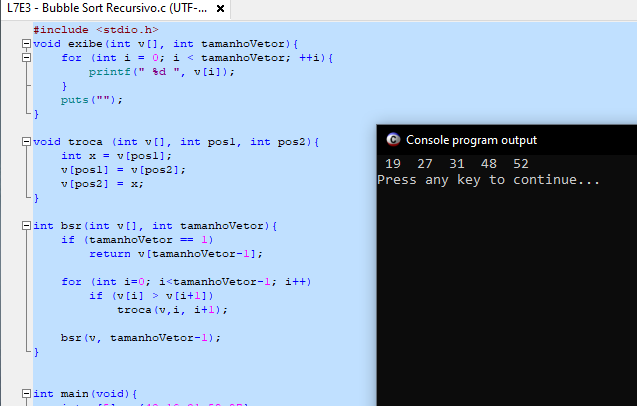 L7E3 - Bubble Sort Recursivo.c (UTF-...
#include <stdio.h>
void exibe(int v[], int tamanhoVetor){
for (int i = 0; i < tamanhoVetor; ++i){
printf(" %d ", v[i]);
}
puts("");
}
void troca (int v[], int pos1, int pos2){
int x = v[pos1];
v[pos1] = v[pos2];
v[pos2] = x;
}
int bsr(int v[], int tamanhoVetor){
if (tamanhoVetor == 1)
return v[tamanhoVetor-1];
for (int i=0; i<tamanhoVetor-1; i++)
if (v[i] > v[i+1])
troca(v,i, i+1);
bsr(v, tamanhoVetor-1);
}
int main(void){
Console program output
19 27 31 48 52
Press any key to continue...